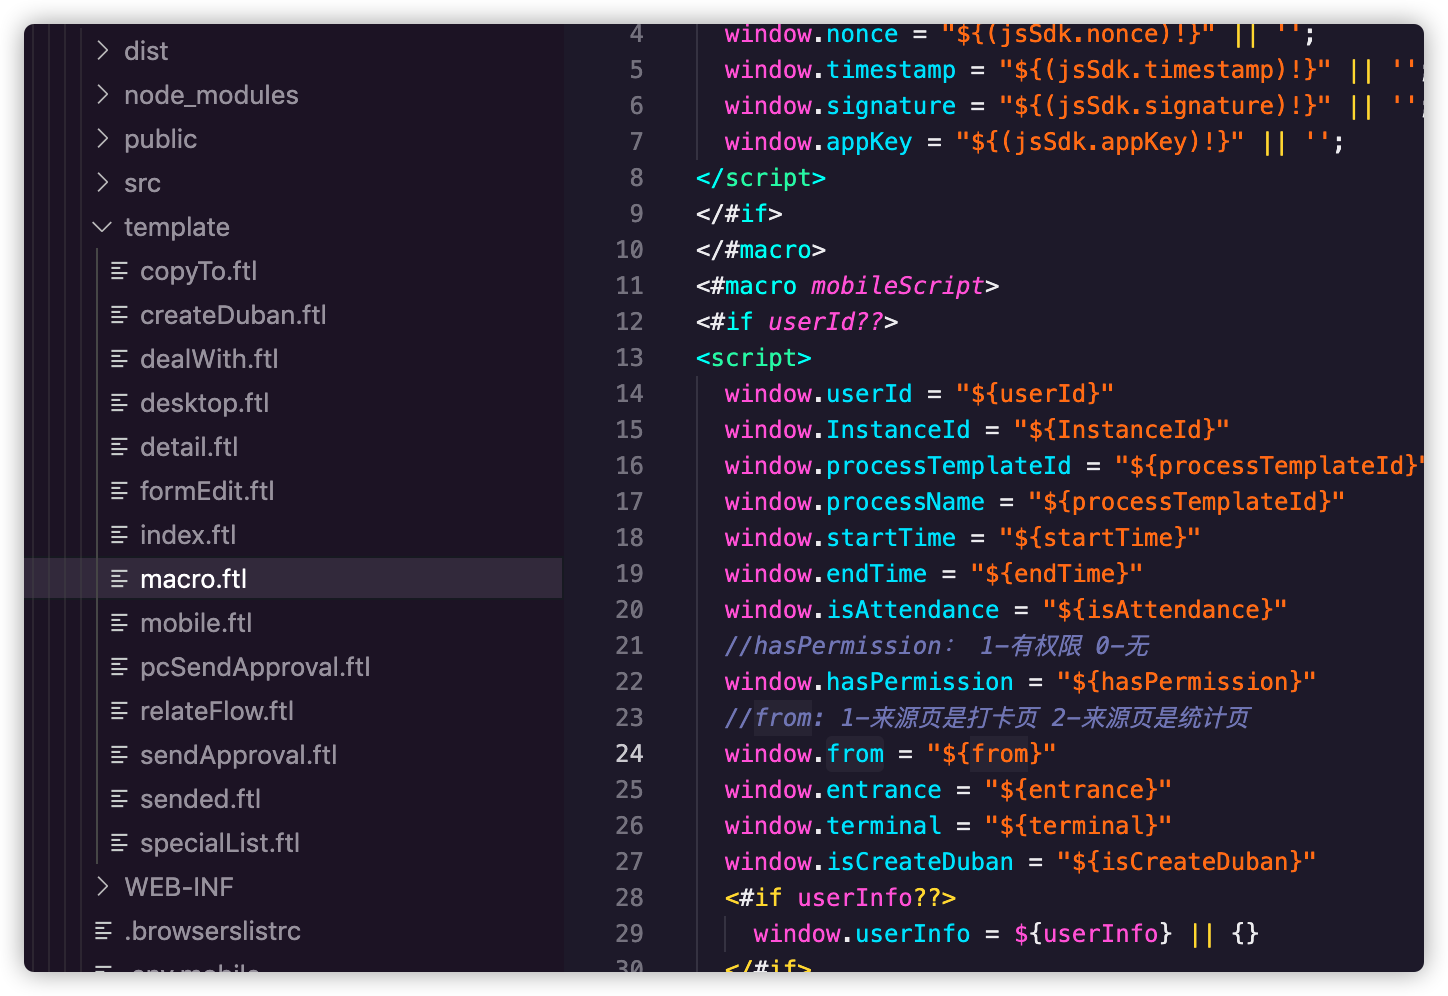 dist
node_modules
public
src
template
copyTo.ftl
createDuban.ftl
dealWith.ftl
desktop.ftl
detail.ftl
formEdit.ftl
index.ftl
macro.ftl
mobile.ftl
pcSendApproval.ftl
relateFlow.ftl
sendApproval.ftl
sended.ftl
specialList.ftl
WEB-INF
.browserslistrc
.env.mobile
4 window.nonce = "${(jsSdk.nonce)!}" || '';
5 window.timestamp = "${(jsSdk.timestamp)!}" || '';
6 window.signature = "${(jsSdk.signature)!}" || '';
7 window.appKey = "${(jsSdk.appKey)!}" || '';
8 </script>
9 </#if>
10 </#macro>
11 <#macro mobileScript>
12 <#if userId??>
13 <script>
14 window.userId = "${userId}"
15 window.InstanceId = "${InstanceId}"
16 window.processTemplateId = "${processTemplateId}"
17 window.processName = "${processTemplateId}"
18 window.startTime = "${startTime}"
19 window.endTime = "${endTime}"
20 window.isAttendance = "${isAttendance}"
21 //hasPermission： 1-有权限 0-无
22 window.hasPermission = "${hasPermission}"
23 //from: 1-来源页是打卡页 2-来源页是统计页
24 window.from = "${from}"
25 window.entrance = "${entrance}"
26 window.terminal = "${terminal}"
27 window.isCreateDuban = "${isCreateDuban}"
28 <#if userInfo??>
29 window.userInfo = ${userInfo} || {}
30 </#if>